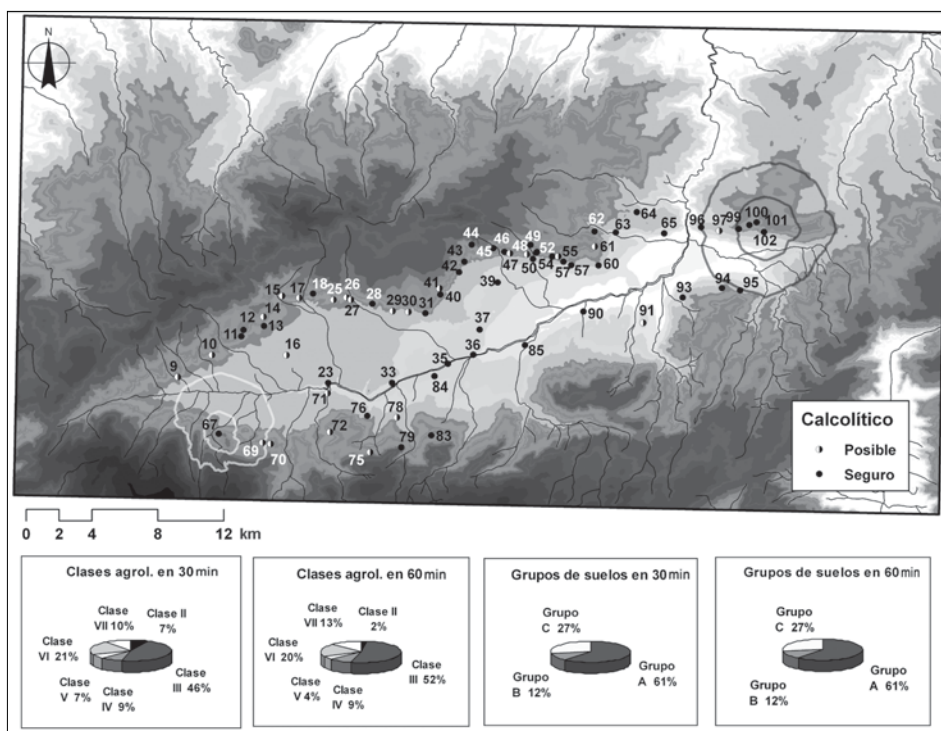 N
44
46
49
45
48
52
47
50
54
55
57
57
43
42
41
40
39
62
63
64
65
61
60
96
97
99
100
101
102
94
95
93
91
90
15
17
18
25
26
27
28
29
30
31
14
13
12
11
10
9
16
37
36
35
85
84
23
71
33
76
78
72
75
79
83
67
69
70
Calcolítico
Posible
Seguro
0 2 4 8 12 km
Clases agrol. en 30 min
Clase
VII 10%
Clase II
7%
Clase
VI 21%
Clase
V 7%
Clase
IV 9%
Clase
III 46%
Clases agrol. en 60 min
Clase
VII 13%
Clase II
2%
Clase
VI 20%
Clase
V 4%
Clase
IV 9%
Clase
III 52%
Grupos de suelos en 30 min
Grupo
C 27%
Grupo
B 12%
Grupo
A 61%
Grupos de suelos en 60 min
Grupo
C 27%
Grupo
B 12%
Grupo
A 61%